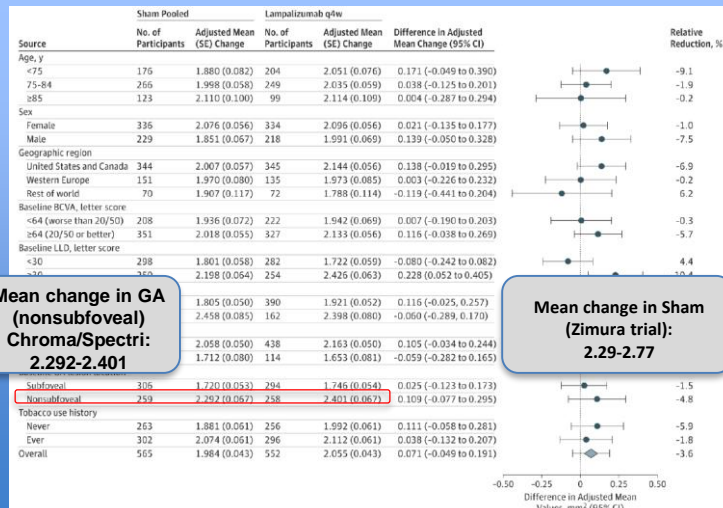 Sham Pooled Lampalizumab q4w
Source No. of Participants Adjusted Mean (SE) Change No. of Participants Adjusted Mean (SE) Change Difference in Adjusted Mean Change (95% CI) Relative Reduction, %
Age, y
<75 176 1.880 (0.082) 204 2.051 (0.076) 0.171 (-0.049 to 0.390) -9.1
75-84 266 1.998 (0.058) 249 2.035 (0.059) 0.038 (-0.125 to 0.201) -1.9
≥85 123 2.110 (0.100) 99 2.114 (0.109) 0.004 (-0.287 to 0.294) -0.2
Sex
Female 336 2.076 (0.056) 334 2.096 (0.056) 0.021 (-0.135 to 0.177) -1.0
Male 229 1.851 (0.067) 218 1.991 (0.069) 0.139 (-0.050 to 0.328) -7.5
Geographic region
United States and Canada 344 2.007 (0.057) 345 2.144 (0.056) 0.138 (-0.019 to 0.295) -6.9
Western Europe 151 1.970 (0.080) 135 1.973 (0.085) 0.003 (-0.226 to 0.232) -0.2
Rest of world 70 1.907 (0.117) 72 1.788 (0.114) -0.119 (-0.441 to 0.204) 6.2
Baseline BCVA, letter score
<64 (worse than 20/50) 208 1.936 (0.072) 222 1.942 (0.069) 0.007 (-0.190 to 0.203) -0.3
≥64 (20/50 or better) 351 2.018 (0.055) 327 2.133 (0.056) 0.116 (-0.038 to 0.269) -5.7
Baseline LLD, letter score
<30 298 1.801 (0.058) 282 1.722 (0.059) -0.080 (-0.242 to 0.082) 4.4
2.198 (0.064) 254 2.426 (0.063) 0.228 (0.052 to 0.405)
1.805 (0.050) 390 1.921 (0.052) 0.116 (-0.025, 0.257)
2.458 (0.085) 162 2.398 (0.080) -0.060 (-0.289, 0.170)
2.058 (0.050) 438 2.163 (0.050) 0.105 (-0.034 to 0.244)
1.712 (0.080) 114 1.653 (0.081) -0.059 (-0.282 to 0.165)
Mean change in GA
(nonsubfoveal)
Chroma/Spectri:
2.292-2.401
Mean change in Sham
(Zimura trial):
2.29-2.77
Subfoveal 306 1.720 (0.053) 294 1.746 (0.054) 0.025 (-0.123 to 0.173) -1.5
Nonsubfoveal 259 2.292 (0.067) 258 2.401 (0.067) 0.109 (-0.077 to 0.295) -4.8
Tobacco use history
Never 263 1.881 (0.061) 256 1.992 (0.061) 0.111 (-0.058 to 0.281) -5.9
Ever 302 2.074 (0.061) 296 2.112 (0.061) 0.038 (-0.132 to 0.207) -1.8
Overall 565 1.984 (0.043) 552 2.055 (0.043) 0.071 (-0.049 to 0.191) -3.6
-0.50 -0.25 0 0.25 0.50
Difference in Adjusted Mean
Values, mm² (95% CI)